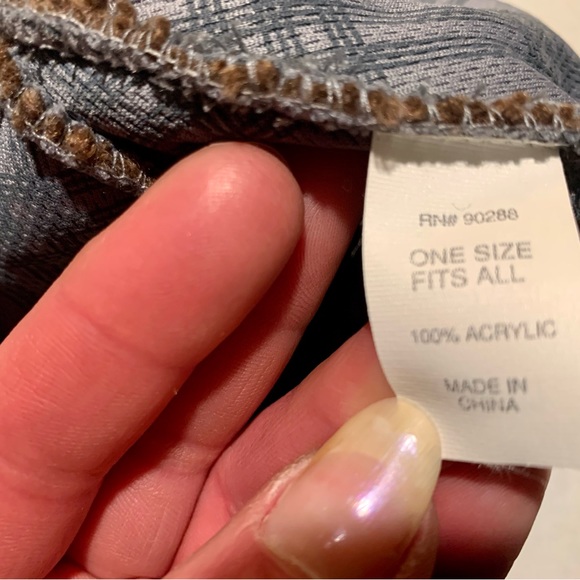 RN# 90288
ONE SIZE
FITS ALL
100% ACRYLIC
MADE IN
CHINA